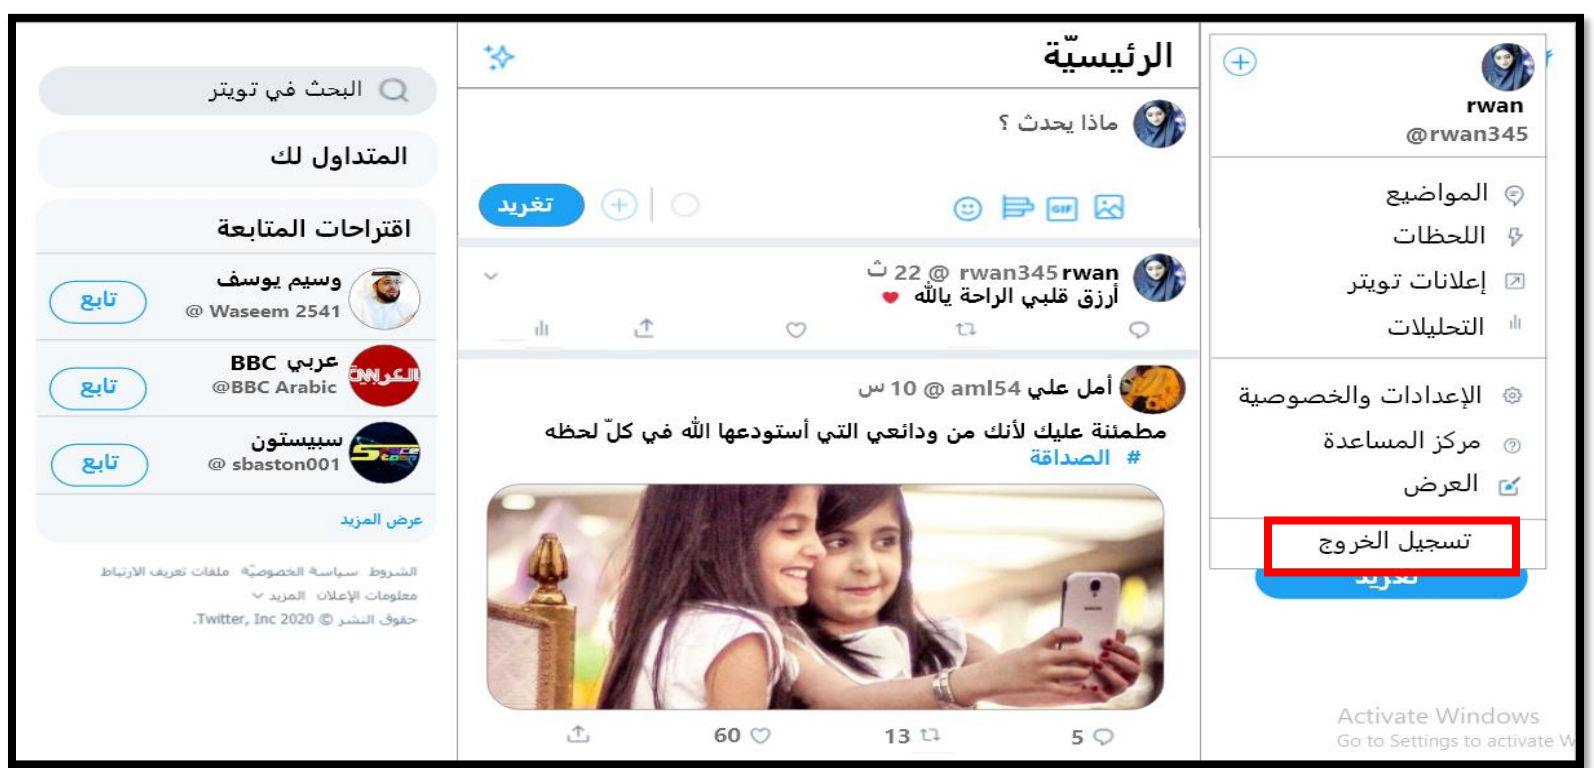 rwan
@rwan345
المواضيع
اللحظات
إعلانات تويتر
التحليلات
الإعدادات والخصوصية
مركز المساعدة
العرض
تسجيل الخروج
تغريد
الرئيسيّة
ماذا يحدث ؟
GIF
تغريد
rwan rwan345 @ 22 ث
أرزق قلبي الراحة يالله
أمل علي aml54 @ 10 س
مطمئنة عليك لأنك من ودائعي التي أستودعها الله في كلّ لحظه
# الصداقة
5
13
60
البحث في تويتر
المتداول لك
اقتراحات المتابعة
وسيم يوسف
@ Waseem 2541
تابع
عربي BBC
@BBC Arabic
تابع
سبيستون
@ sbaston001
تابع
عرض المزيد
الشروط سياسة الخصوصيّة ملفات تعريف الارتباط
معلومات الإعلان المزيد
حقوق النشر © 2020 Twitter, Inc.
Activate Windows
Go to Settings to activate W